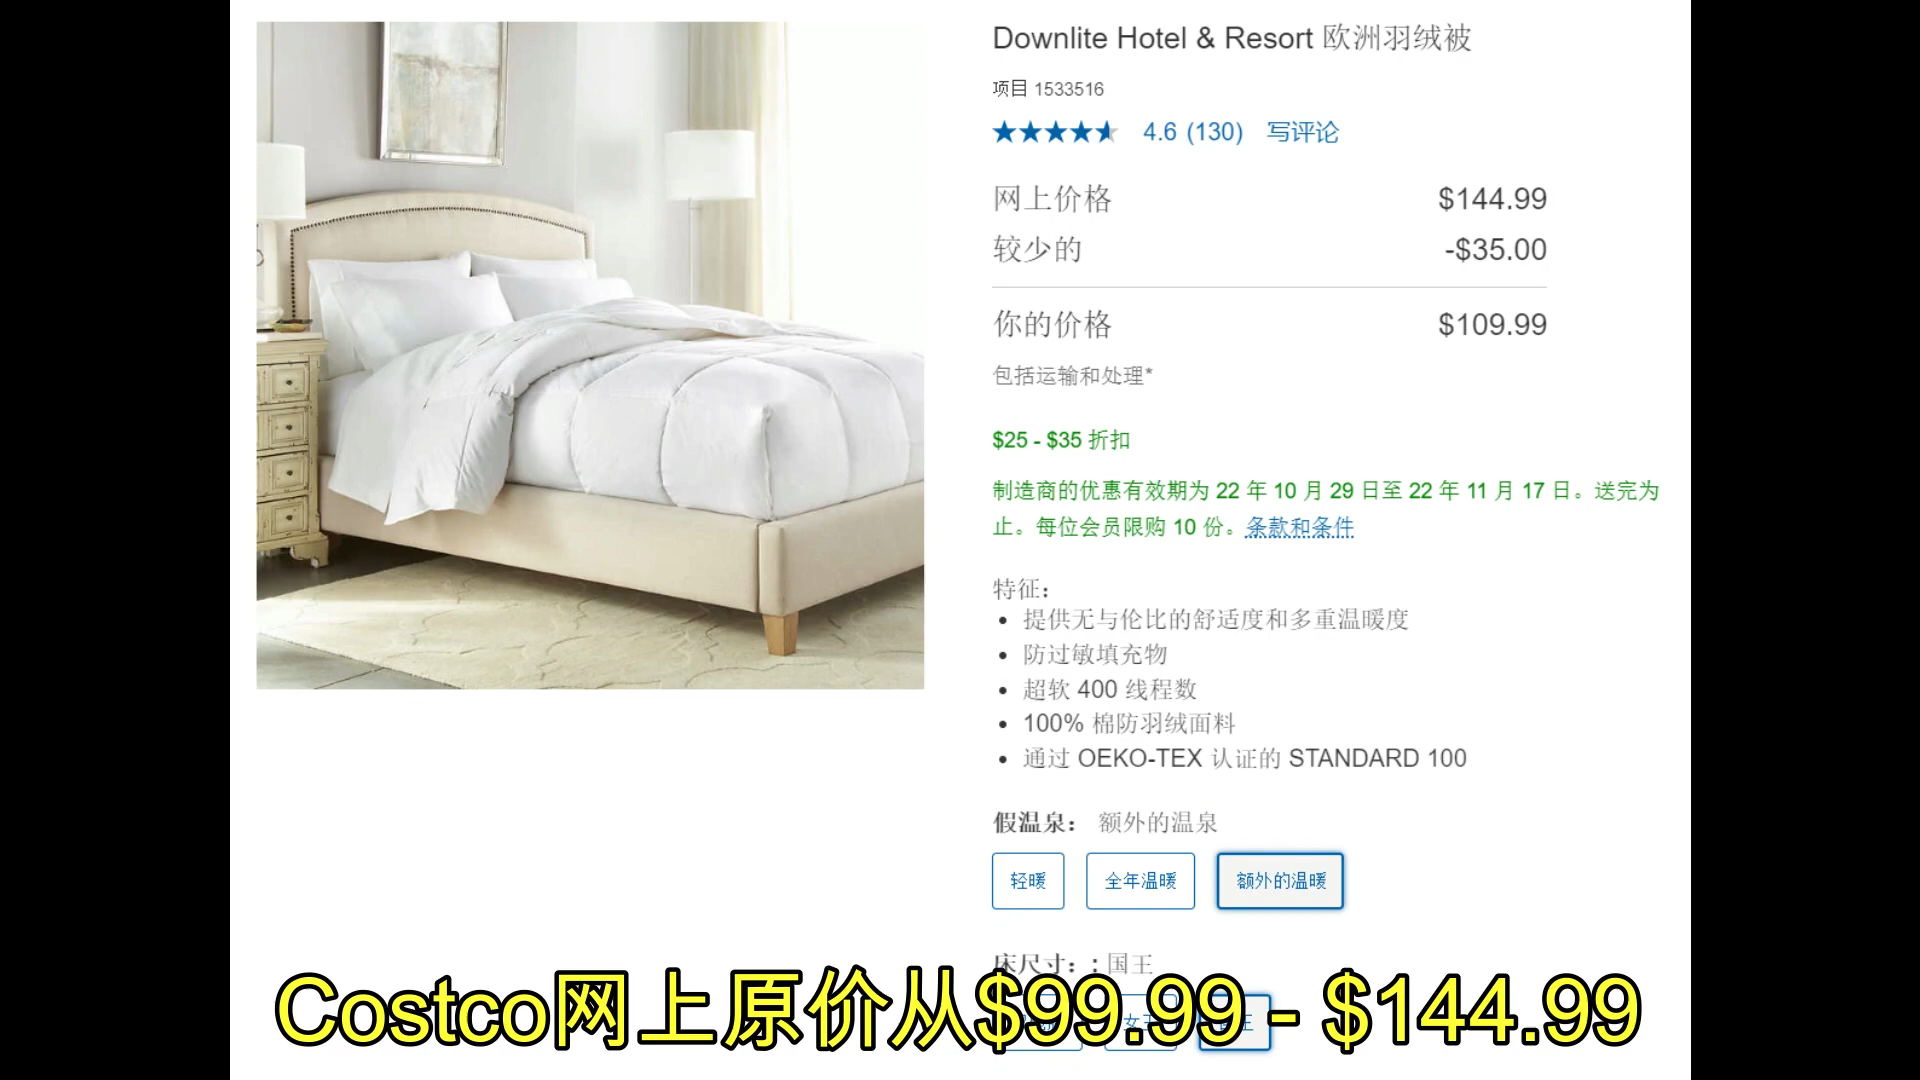 Downlite Hotel & Resort 欧洲羽绒被
项目 1533516
4.6 (130) 写评论
网上价格 $144.99
较少的 -$35.00
你的价格 $109.99
包括运输和处理*
$25 - $35 折扣
制造商的优惠有效期为 22 年 10 月 29 日至 22 年 11 月 17 日。送完为
止。每位会员限购 10 份。条款和条件
特征:
提供无与伦比的舒适度和多重温暖度
防过敏填充物
超软 400 线程数
100% 棉防羽绒面料
通过 OEKO-TEX 认证的 STANDARD 100
假温泉： 额外的温泉
轻暖 全年温暖 额外的温暖
床尺寸：: 国王
Costco网上原价从$99.99 - $144.99